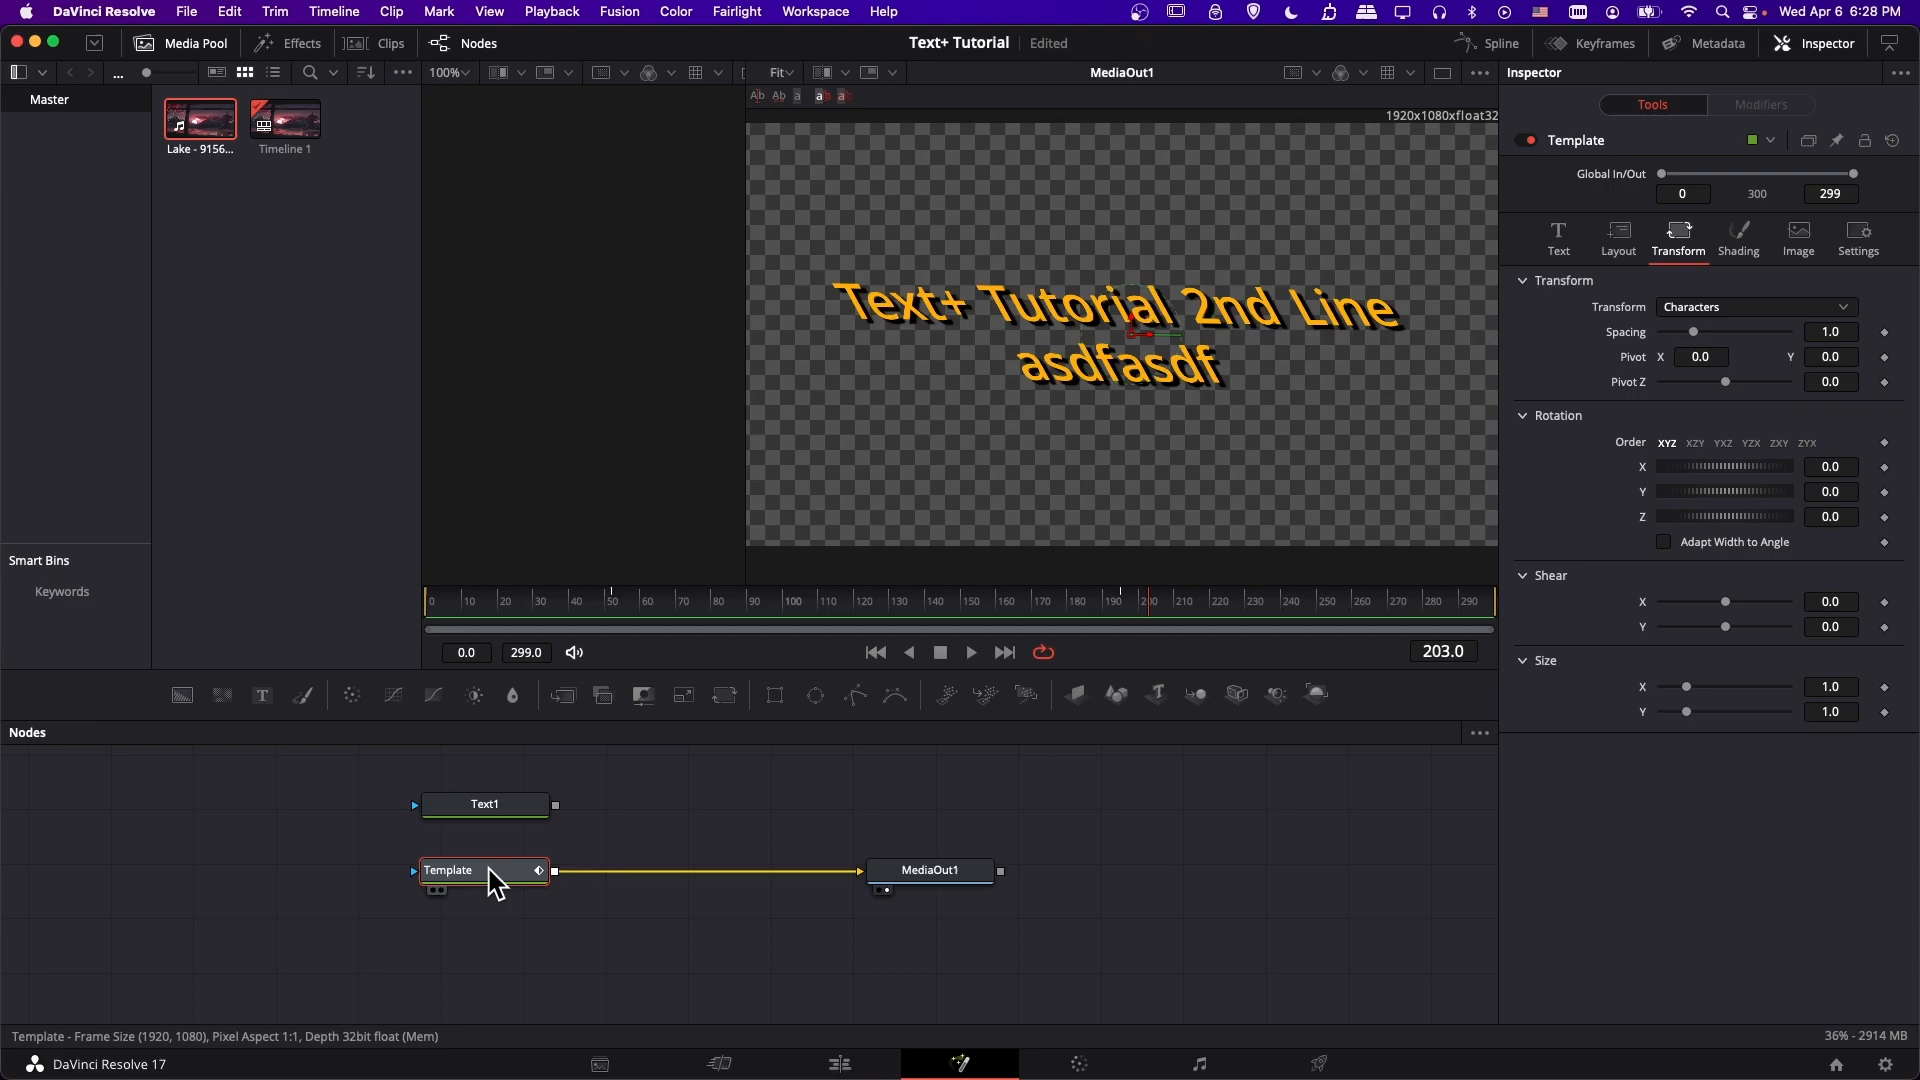 DaVinci Resolve File Edit Trim Timeline Clip Mark View Playback Fusion Color Fairlight Workspace Help Wed Apr 6 6:28 PM
Media Pool Effects Clips Nodes Text+ Tutorial Edited Spline Keyframes Metadata Inspector
... 100% Fit MediaOut1 Inspector
Master
1920x1080xfloat32
Lake - 9156... Timeline 1
Text+ Tutorial 2nd Line
asdfasdf
Smart Bins
Keywords
0 10 20 30 40 50 60 70 80 90 100 110 120 130 140 150 160 170 180 190 200 210 220 230 240 250 260 270 280 290
0.0 299.0 203.0
Tools Modifiers
Template
Global In/Out
0 300 299
Text Layout Transform Shading Image Settings
Transform
Transform Characters
Spacing 1.0
Pivot X 0.0 Y 0.0
Pivot Z 0.0
Rotation
Order XYZ XZY YXZ YZX ZXY ZYX
X 0.0
Y 0.0
Z 0.0
Adapt Width to Angle
Shear
X 0.0
Y 0.0
Size
X 1.0
Y 1.0
Nodes
Text1
Template MediaOut1
Template - Frame Size (1920, 1080), Pixel Aspect 1:1, Depth 32bit float (Mem) 36% - 2914 MB
DaVinci Resolve 17